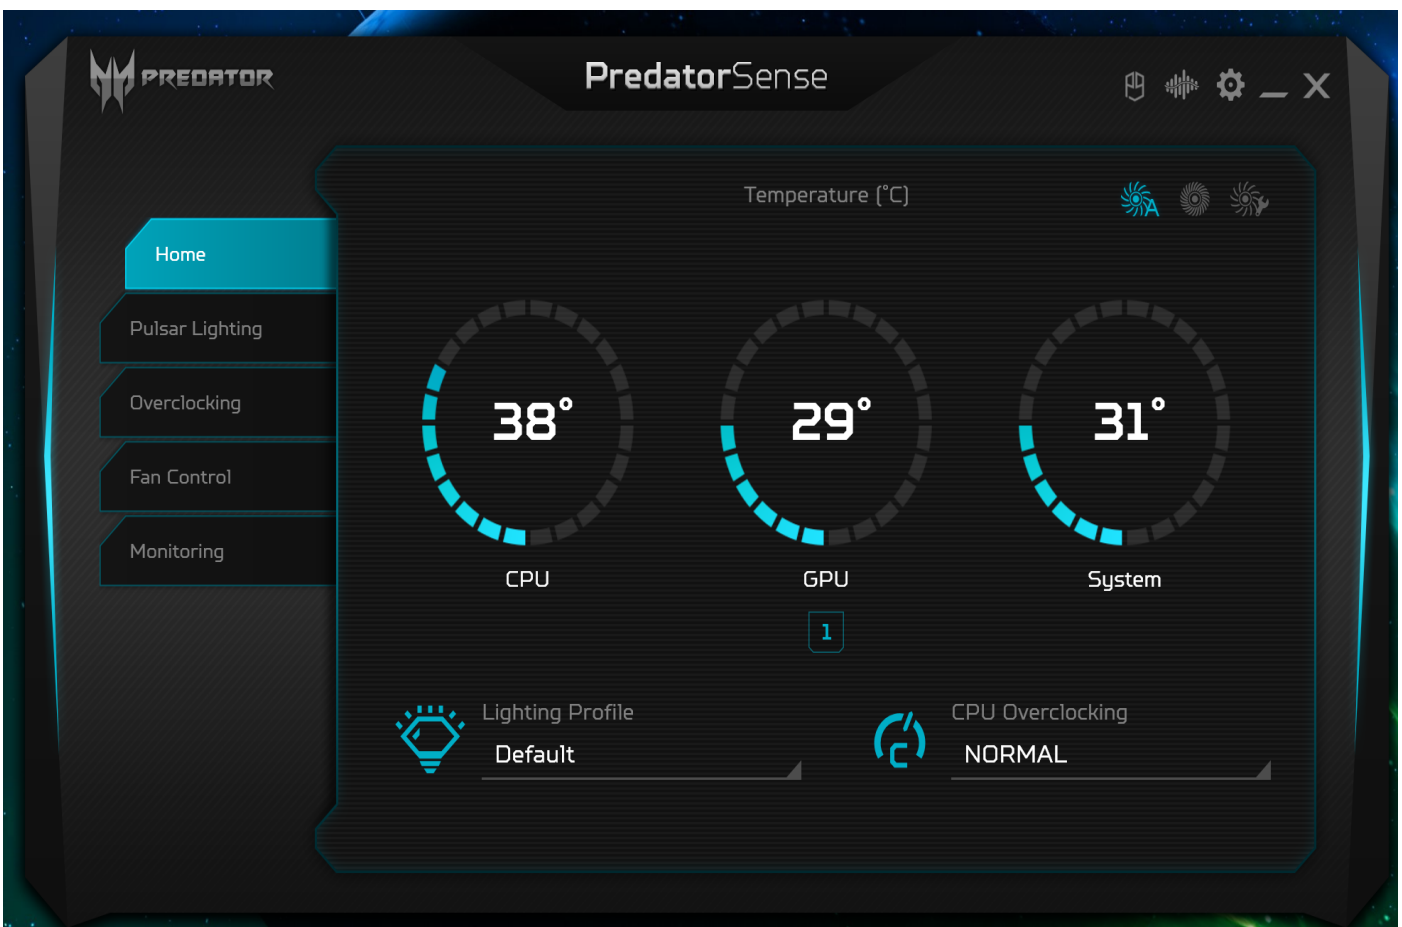 PREDATOR
PredatorSense
Temperature (°C)
A
Home
Pulsar Lighting
Overclocking
Fan Control
Monitoring
38°
29°
31°
CPU
GPU
System
1
Lighting Profile
Default
CPU Overclocking
NORMAL